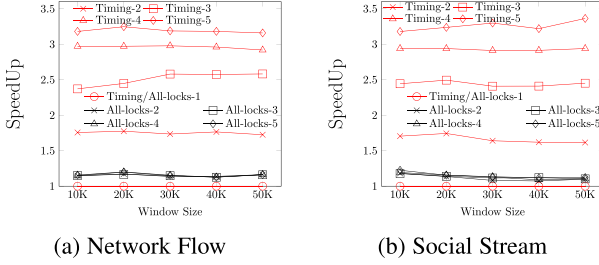 3.5
3
2.5
2
1.5
1
SpeedUp
Timing-2 Timing-3
Timing-4 Timing-5
Timing/All-locks-1
All-locks-2 All-locks-3
All-locks-4 All-locks-5
10K 20K 30K 40K 50K
Window Size
(a) Network Flow
3.5
3
2.5
2
1.5
1
SpeedUp
Timing-2 Timing-3
Timing-4 Timing-5
Timing/All-locks-1
All-locks-2 All-locks-3
All-locks-4 All-locks-5
10K 20K 30K 40K 50K
Window Size
(b) Social Stream